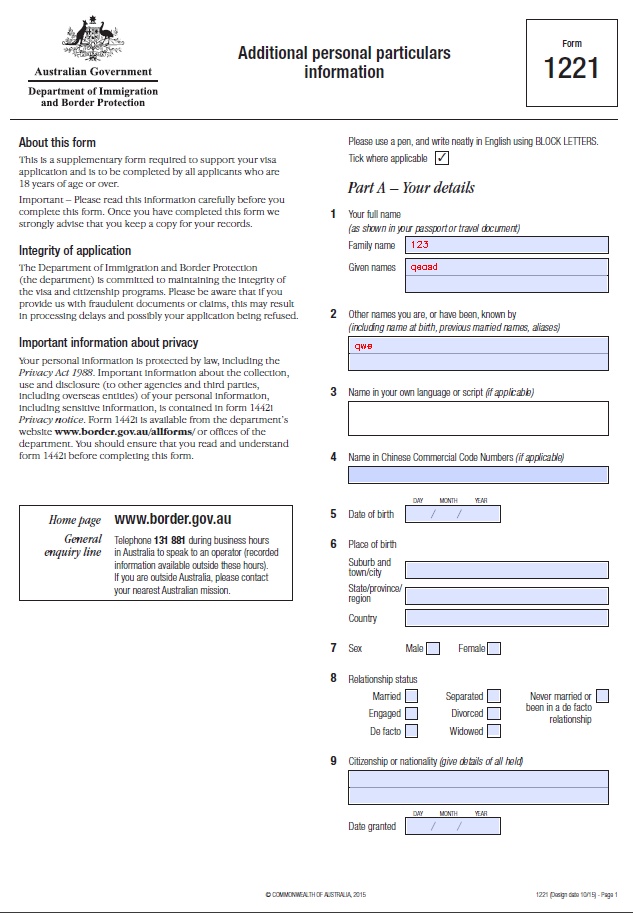 Australian Government
Department of Immigration
and Border Protection
Additional personal particulars
information
Form
1221
About this form
This is a supplementary form required to support your visa
application and is to be completed by all applicants who are
18 years of age or over.
Important – Please read this information carefully before you
complete this form. Once you have completed this form we
strongly advise that you keep a copy for your records.
Integrity of application
The Department of Immigration and Border Protection
(the department) is committed to maintaining the integrity of
the visa and citizenship programs. Please be aware that if you
provide us with fraudulent documents or claims, this may result
in processing delays and possibly your application being refused.
Important information about privacy
Your personal information is protected by law, including the
Privacy Act 1988. Important information about the collection,
use and disclosure (to other agencies and third parties,
including overseas entities) of your personal information,
including sensitive information, is contained in form 1442i
Privacy notice. Form 1442i is available from the department's
website www.border.gov.au/allforms/ or offices of the
department. You should ensure that you read and understand
form 1442i before completing this form.
Home page www.border.gov.au
General
enquiry line
Telephone 131 881 during business hours
in Australia to speak to an operator (recorded
information available outside these hours).
If you are outside Australia, please contact
your nearest Australian mission.
Please use a pen, and write neatly in English using BLOCK LETTERS.
Tick where applicable ✓
Part A – Your details
1 Your full name
(as shown in your passport or travel document)
Family name 123
Given names qeasd
2 Other names you are, or have been, known by
(including name at birth, previous married names, aliases)
qwe
3 Name in your own language or script (if applicable)
4 Name in Chinese Commercial Code Numbers (if applicable)
DAY MONTH YEAR
5 Date of birth / /
6 Place of birth
Suburb and
town/city
State/province/
region
Country
7 Sex Male Female
8 Relationship status
Married Separated Never married or
been in a de facto
relationship
Engaged Divorced
De facto Widowed
9 Citizenship or nationality (give details of all held)
DAY MONTH YEAR
Date granted / /
© COMMONWEALTH OF AUSTRALIA, 2015
1221 (Design date 10/15) - Page 1